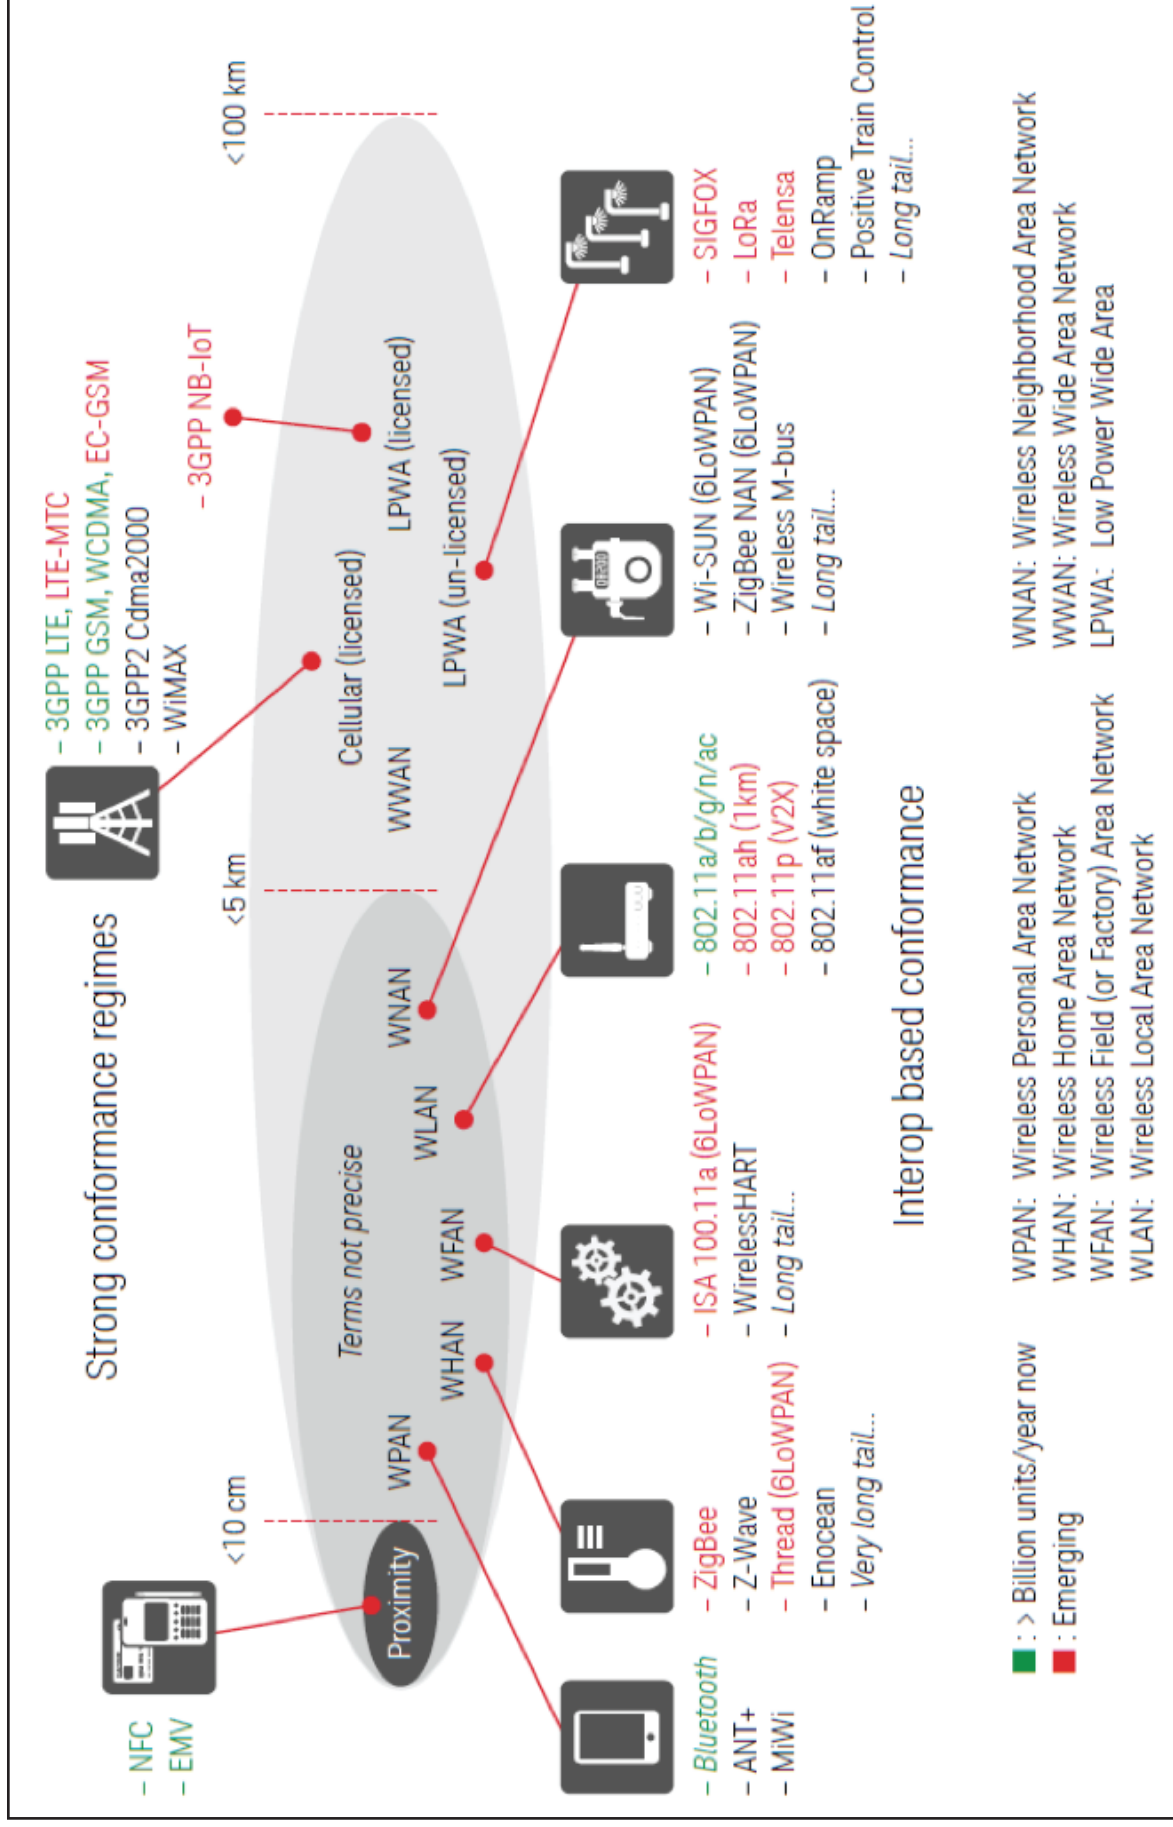 Strong conformance regimes
– NFC
– EMV
– 3GPP LTE, LTE-MTC
– 3GPP GSM, WCDMA, EC-GSM
– 3GPP2 Cdma2000
– WiMAX
– 3GPP NB-IoT
<10 cm
<5 km
<100 km
Terms not precise
Proximity
WPAN
WHAN
WFAN
WLAN
WNAN
WWAN
Cellular (licensed)
LPWA (licensed)
LPWA (un-licensed)
– Bluetooth
– ANT+
– MiWi
– ZigBee
– Z-Wave
– Thread (6LoWPAN)
– Enocean
– Very long tail...
– ISA 100.11a (6LoWPAN)
– WirelessHART
– Long tail...
– 802.11a/b/g/n/ac
– 802.11ah (1km)
– 802.11p (V2X)
– 802.11af (white space)
– Wi-SUN (6LoWPAN)
– ZigBee NAN (6LoWPAN)
– Wireless M-bus
– Long tail...
– SIGFOX
– LoRa
– Telensa
– OnRamp
– Positive Train Control
– Long tail...
Interop based conformance
: > Billion units/year now
: Emerging
WPAN: Wireless Personal Area Network
WHAN: Wireless Home Area Network
WFAN: Wireless Field (or Factory) Area Network
WLAN: Wireless Local Area Network
WNAN: Wireless Neighborhood Area Network
WWAN: Wireless Wide Area Network
LPWA: Low Power Wide Area